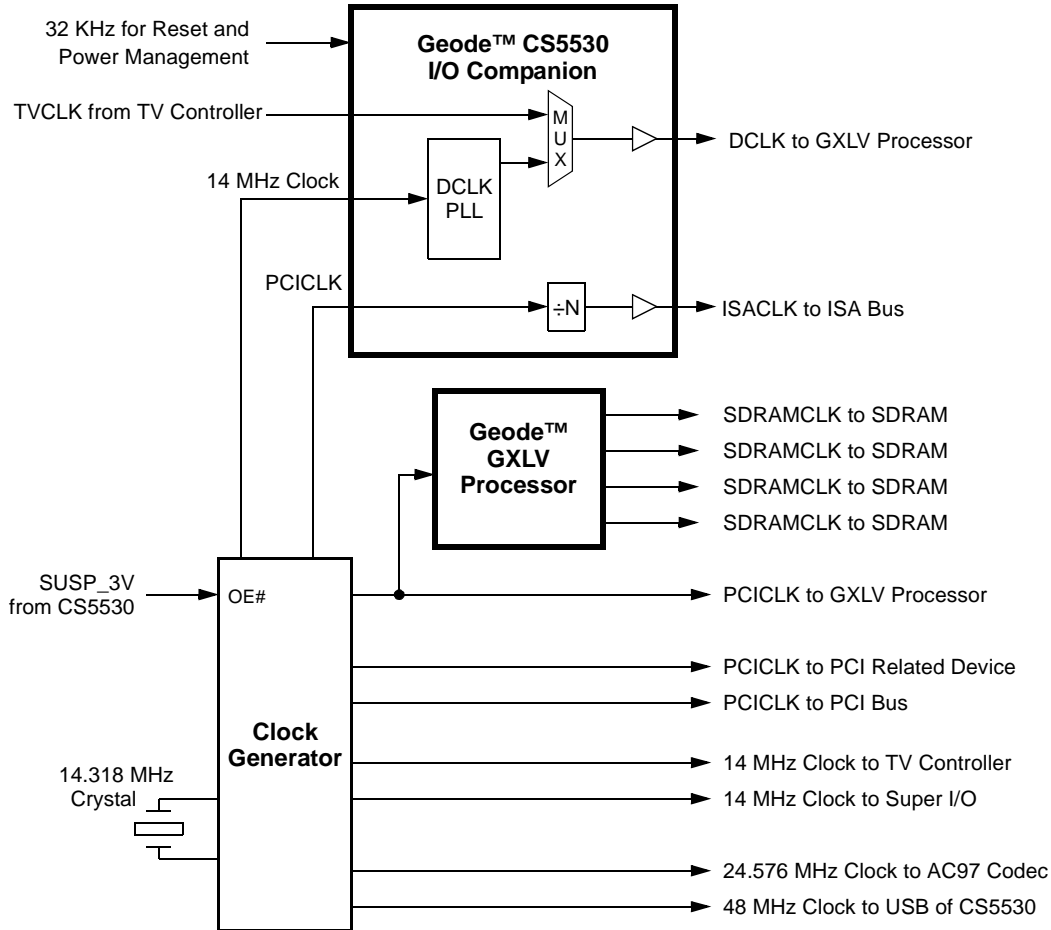 32 KHz for Reset and
Power Management
Geode™ CS5530
I/O Companion
TVCLK from TV Controller
M
U
X
DCLK to GXLV Processor
14 MHz Clock
DCLK
PLL
PCICLK
÷N
ISACLK to ISA Bus
Geode™
GXLV
Processor
SDRAMCLK to SDRAM
SDRAMCLK to SDRAM
SDRAMCLK to SDRAM
SDRAMCLK to SDRAM
SUSP_3V
from CS5530
OE#
PCICLK to GXLV Processor
PCICLK to PCI Related Device
PCICLK to PCI Bus
Clock
Generator
14.318 MHz
Crystal
14 MHz Clock to TV Controller
14 MHz Clock to Super I/O
24.576 MHz Clock to AC97 Codec
48 MHz Clock to USB of CS5530